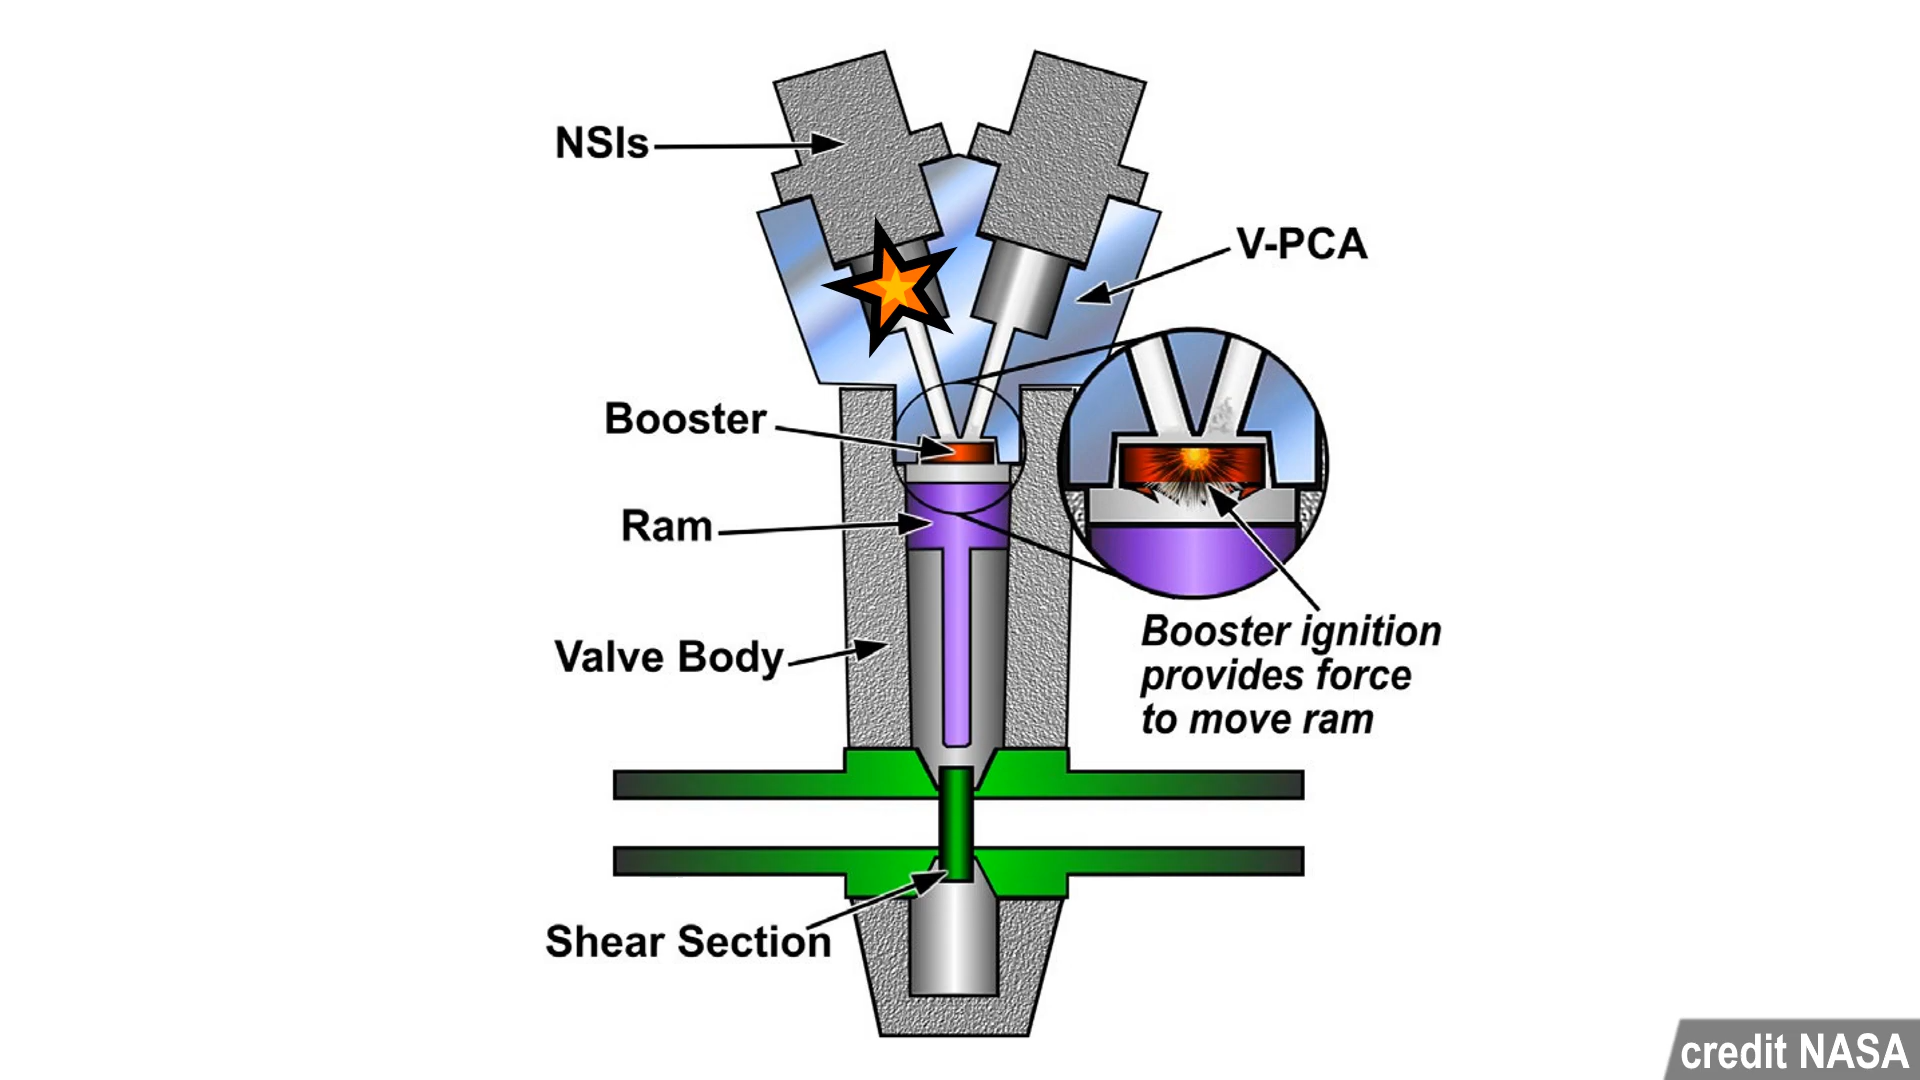 NSIs
V-PCA
Booster
Ram
Booster ignition
provides force
to move ram
Valve Body
Shear Section
credit NASA